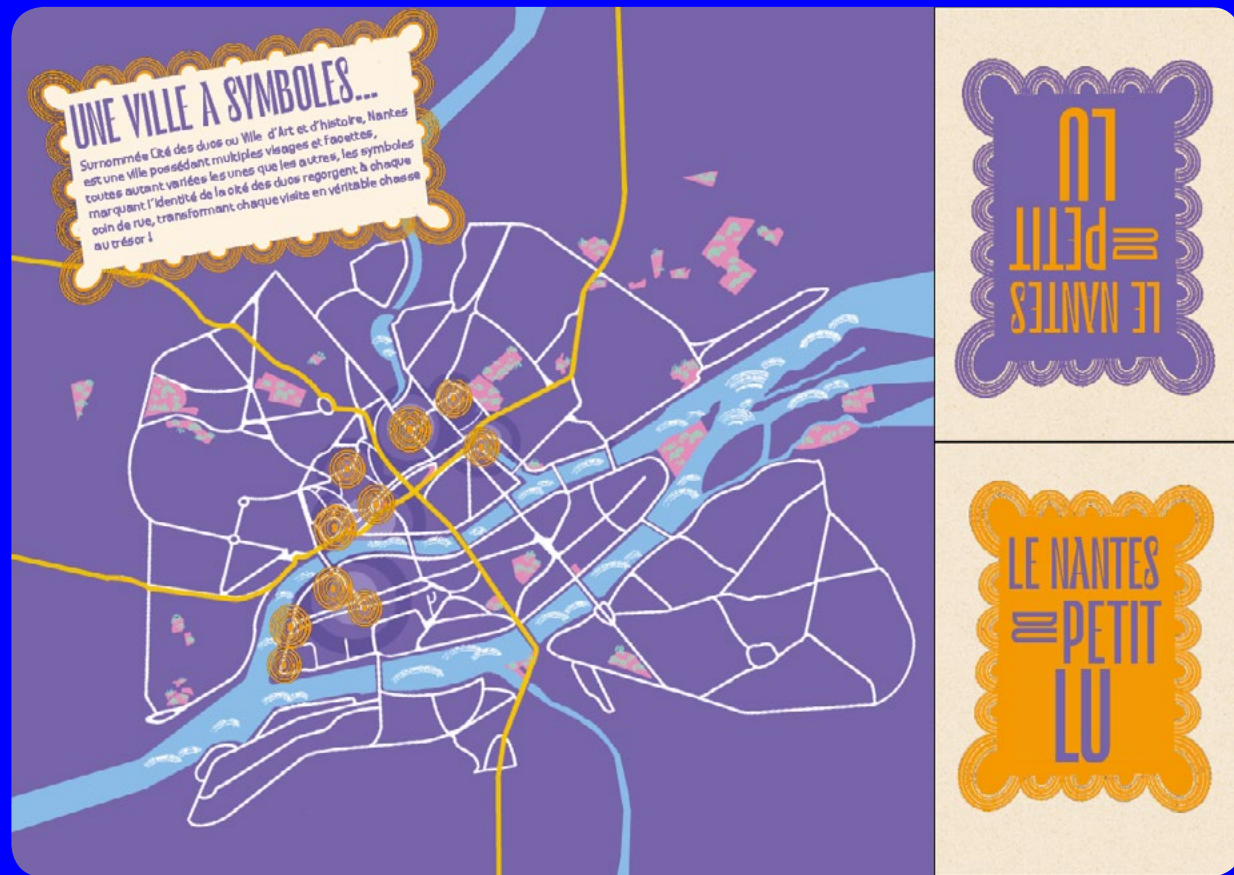 UNE VILLE À SYMBOLES...
Surnommée Cité des duos ou Ville d'Art et d'histoire, Nantes
est une ville possédant multiples visages et facettes,
toutes autant variées les unes que les autres, les symboles
marquant l'identité de la cité des duos regorgent à chaque
coin de rue, transformant chaque visite en véritable chasse
au trésor !
LE NANTES
DU PETIT
LU
LE NANTES
DU PETIT
LU